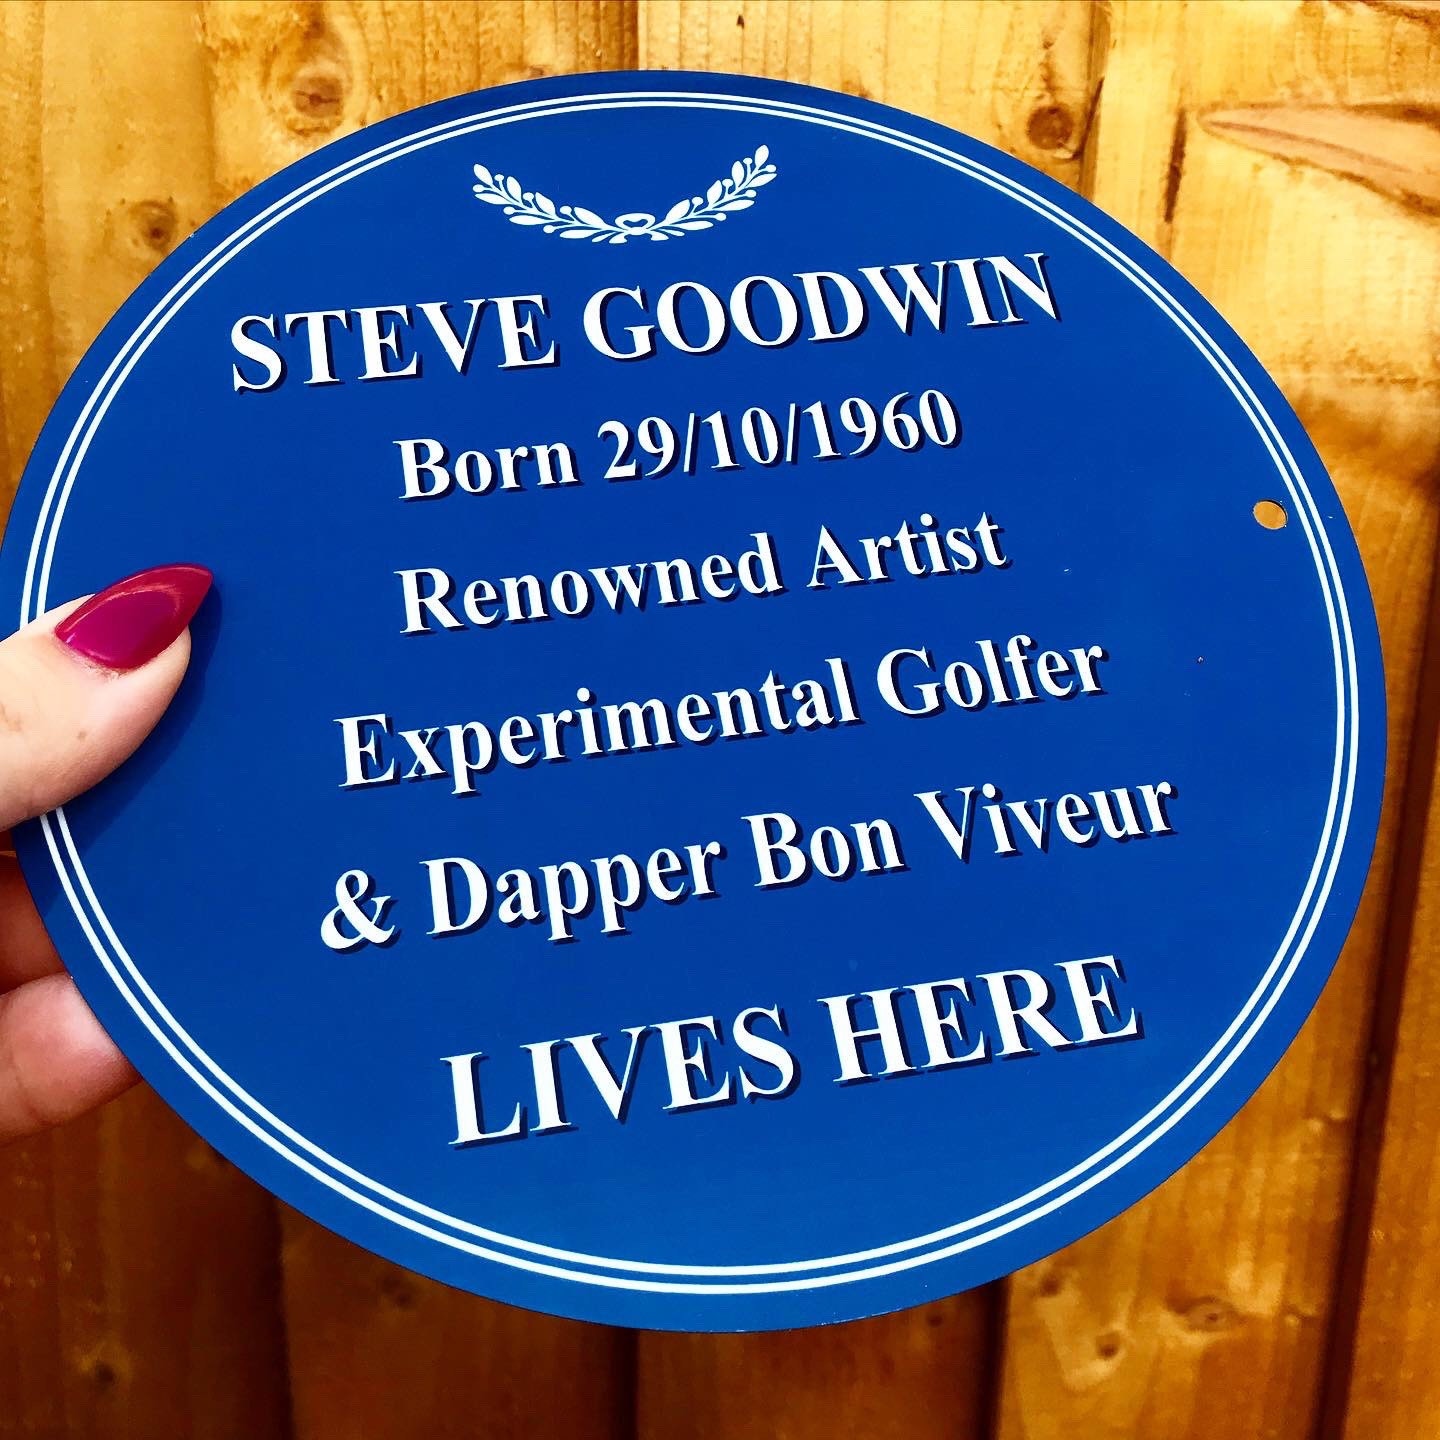 STEVE GOODWIN
Born 29/10/1960
Renowned Artist
Experimental Golfer
& Dapper Bon Viveur
LIVES HERE